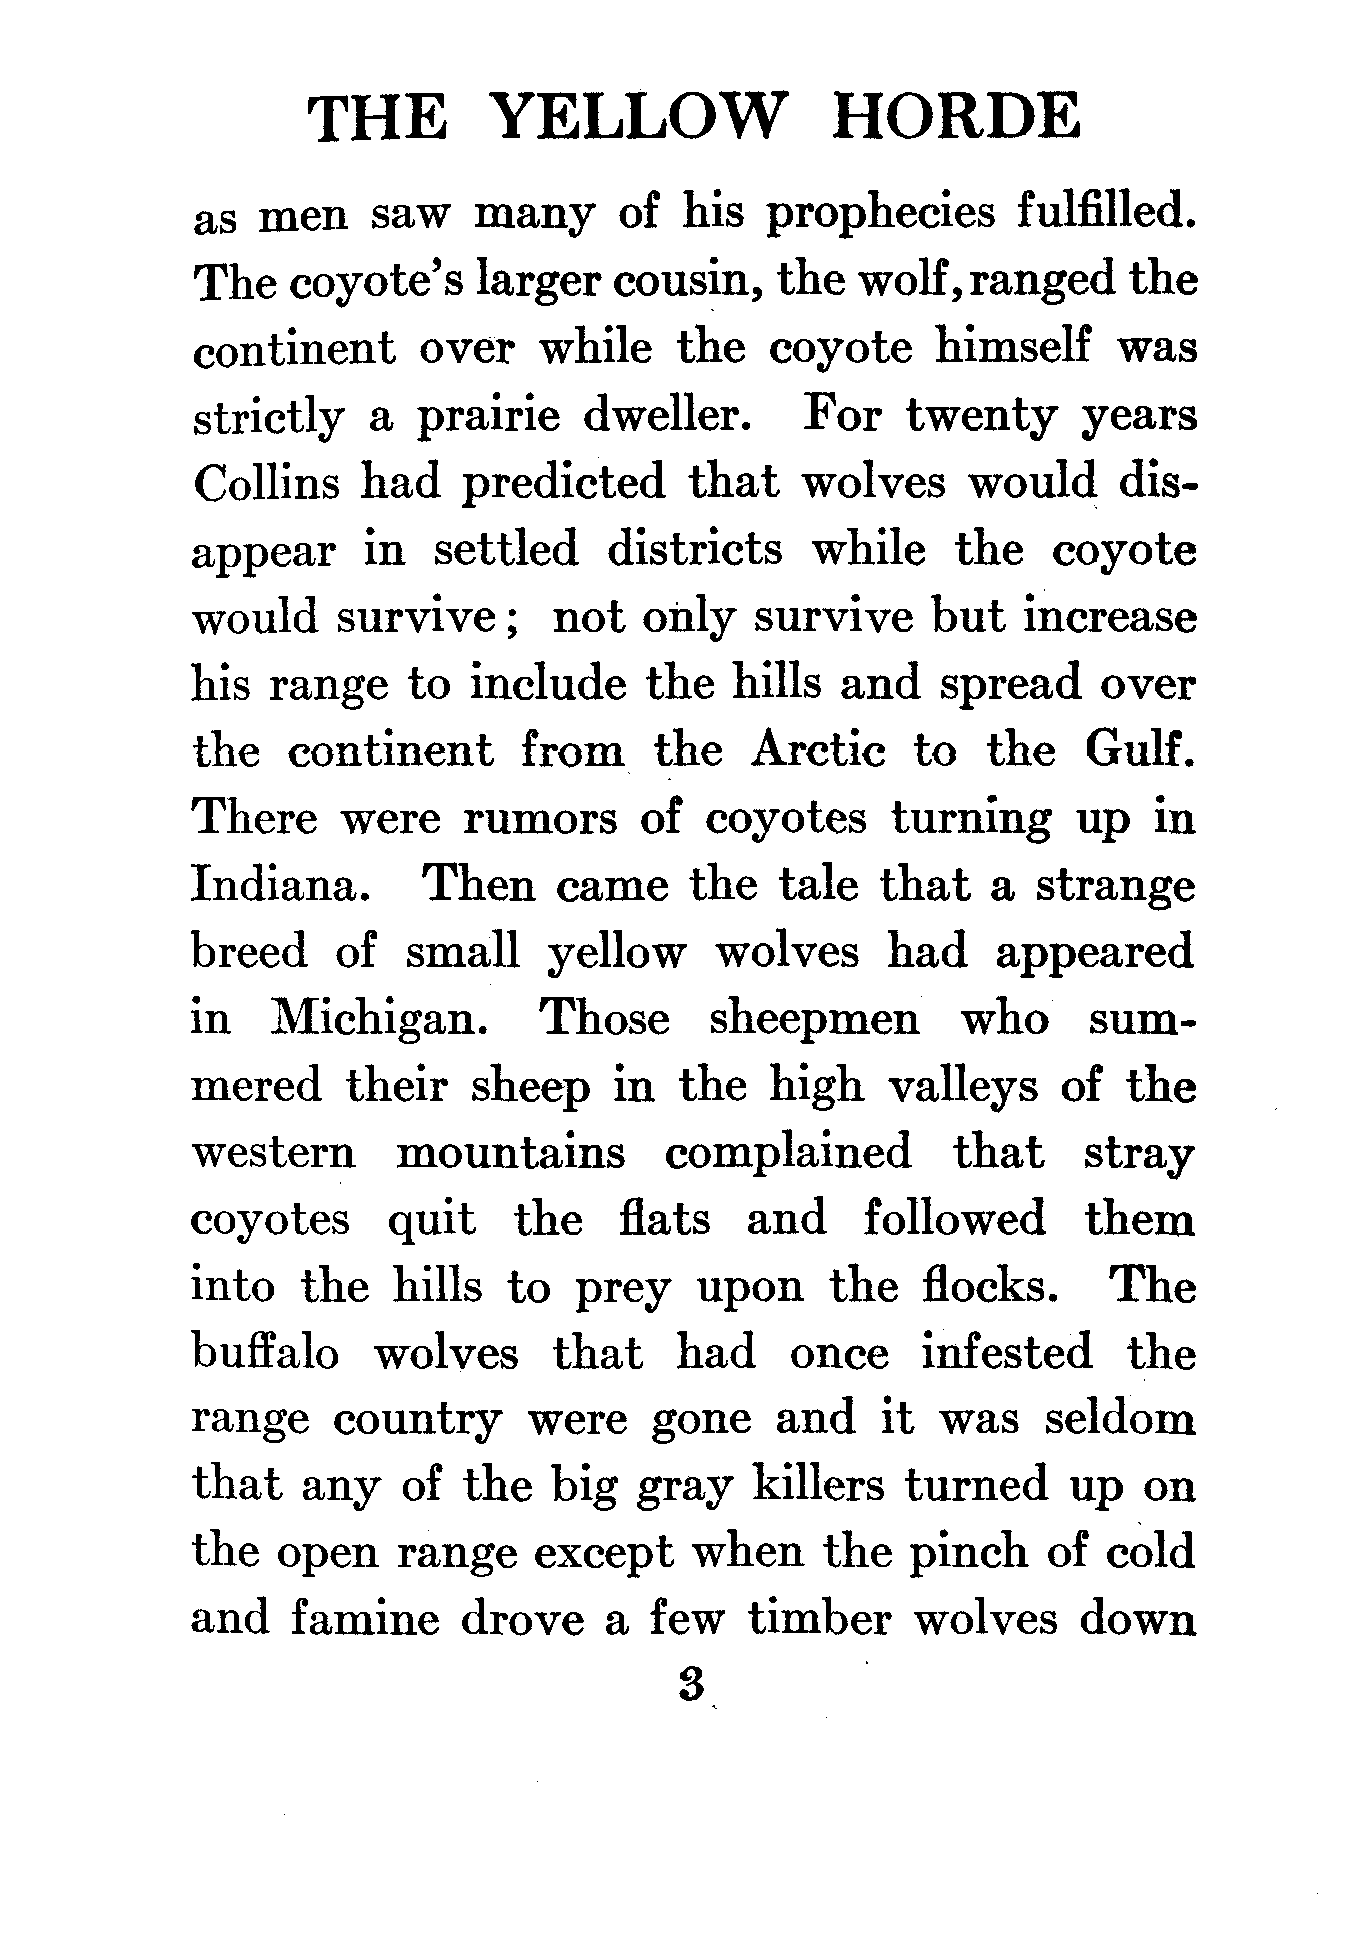 THE YELLOW HORDE
as men saw many of his prophecies fulfilled.
The coyote's larger cousin, the wolf, ranged the
continent over while the coyote himself was
strictly a prairie dweller. For twenty years
Collins had predicted that wolves would dis-
appear in settled districts while the coyote
would survive; not only survive but increase
his range to include the hills and spread over
the continent from the Arctic to the Gulf.
There were rumors of coyotes turning up in
Indiana. Then came the tale that a strange
breed of small yellow wolves had appeared
in Michigan. Those sheepmen who sum-
mered their sheep in the high valleys of the
western mountains complained that stray
coyotes quit the flats and followed them
into the hills to prey upon the flocks. The
buffalo wolves that had once infested the
range country were gone and it was seldom
that any of the big gray killers turned up on
the open range except when the pinch of cold
and famine drove a few timber wolves down
3